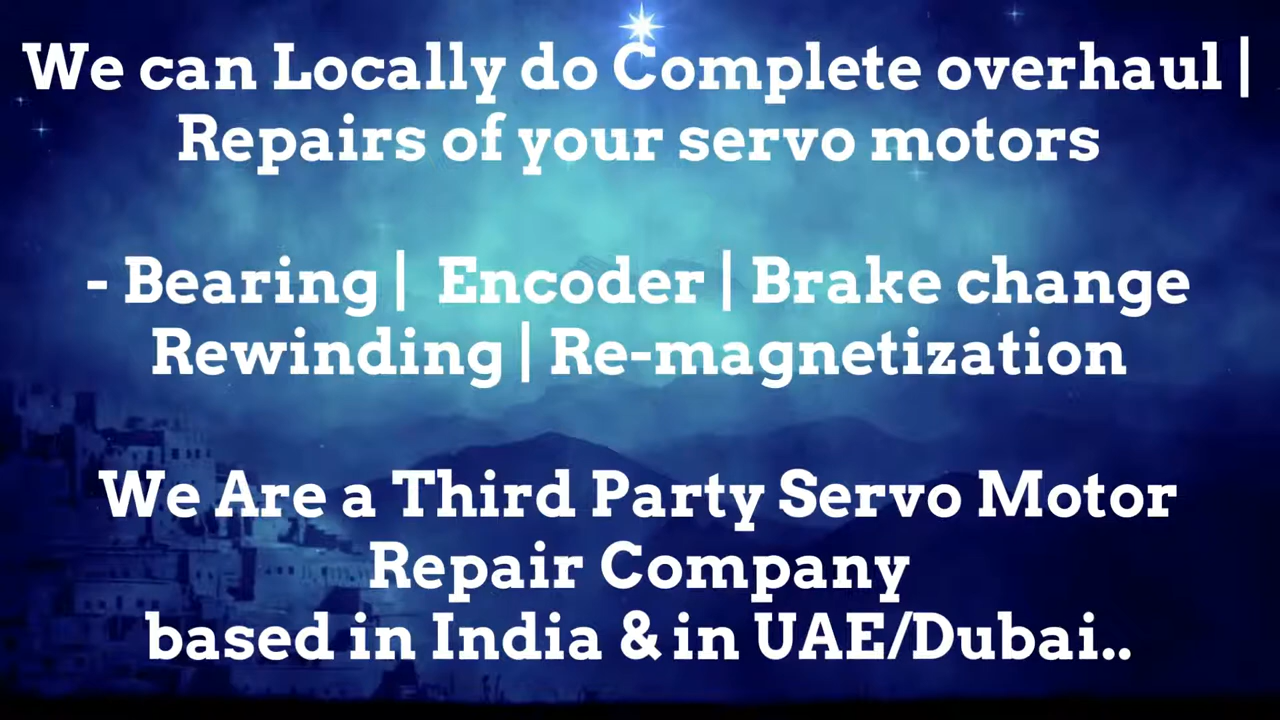 We can Locally do Complete overhaul |
Repairs of your servo motors
- Bearing |  Encoder | Brake change
Rewinding | Re-magnetization
We Are a Third Party Servo Motor
Repair Company
based in India & in UAE/Dubai..